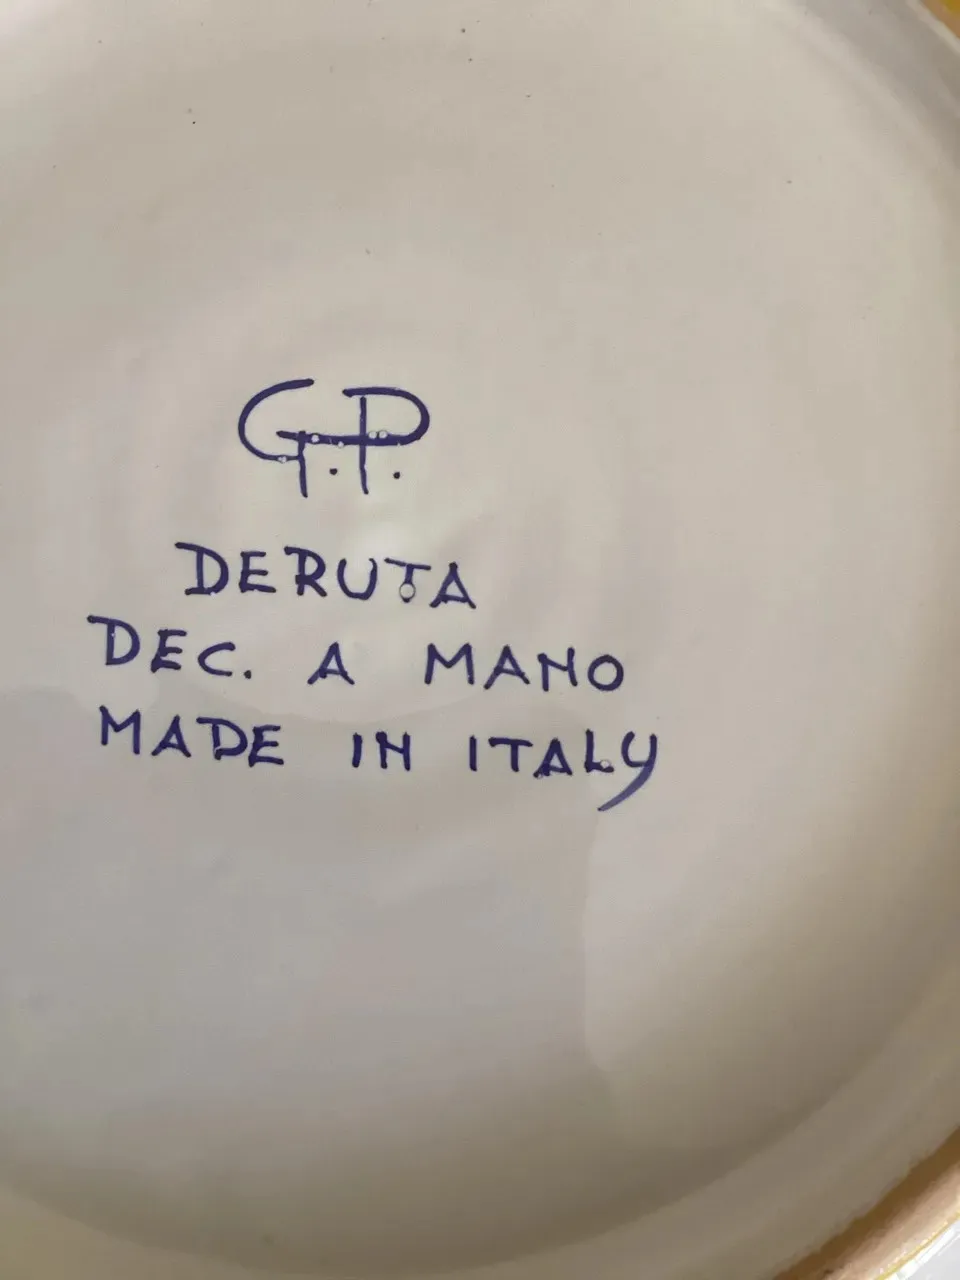 G.P.
DERUTA
DEC. A MANO
MADE IN ITALY